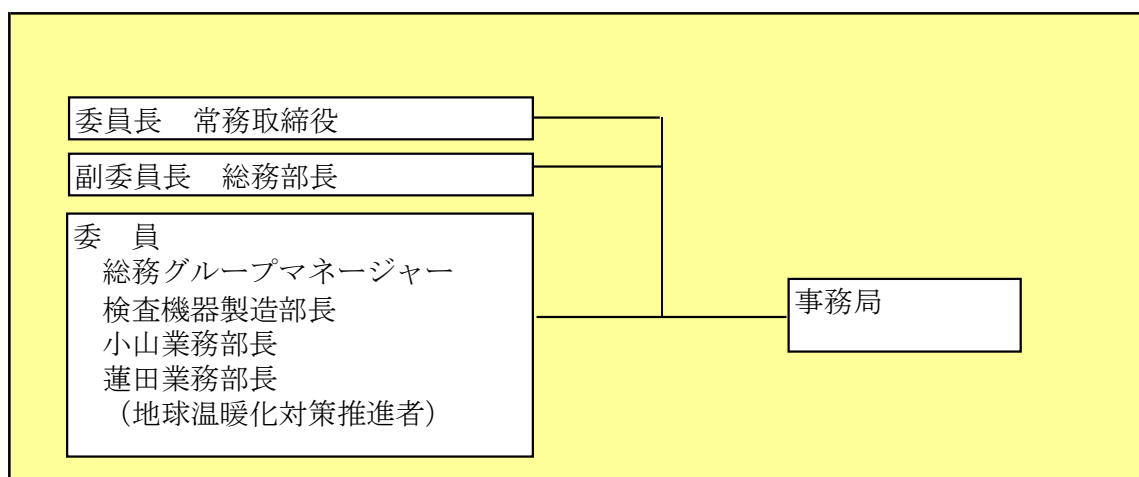 委員長　常務取締役
副委員長　総務部長
委　員
総務グループマネージャー
検査機器製造部長
小山業務部長
蓮田業務部長
（地球温暖化対策推進者）
事務局